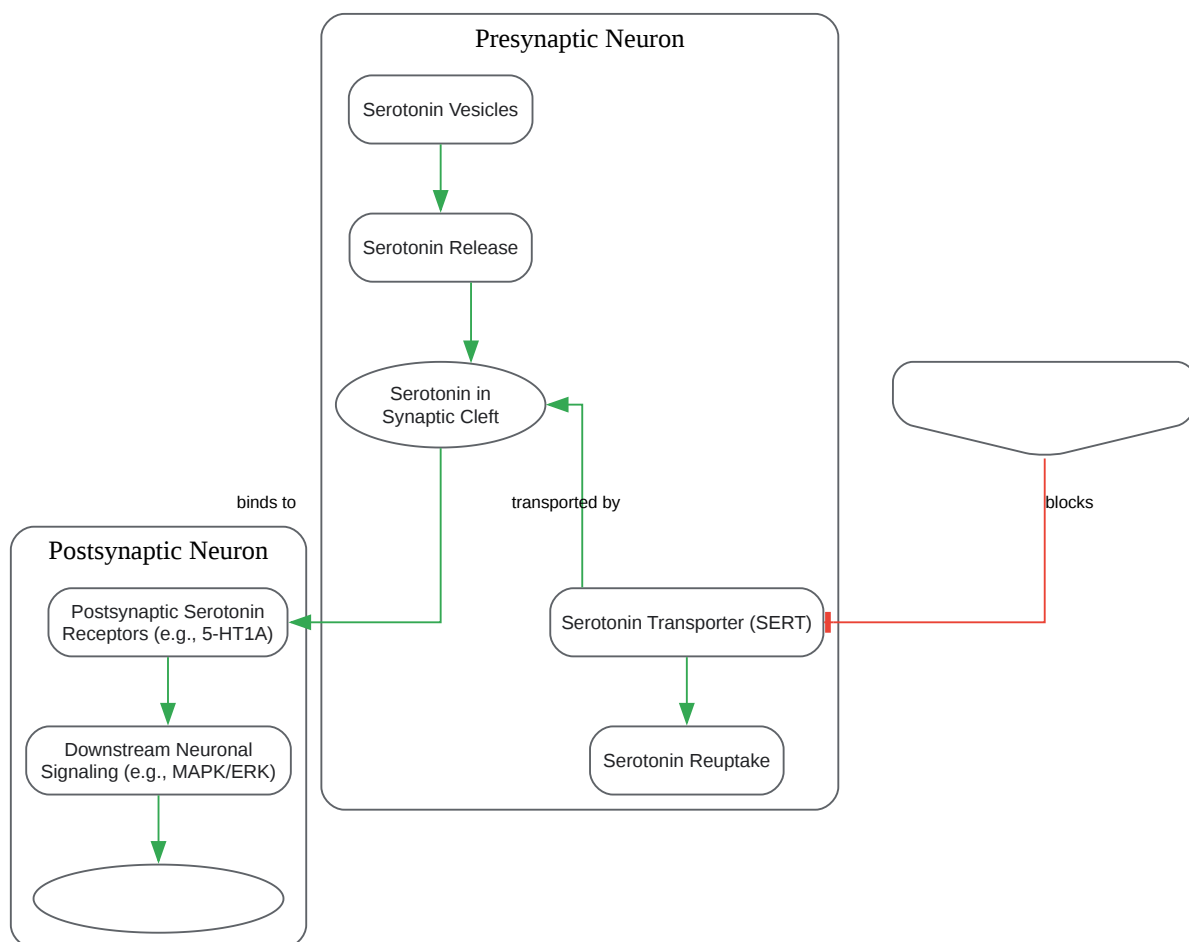 Presynaptic Neuron
Serotonin Vesicles
Serotonin Release
Serotonin in
Synaptic Cleft
binds to
transported by
blocks
Postsynaptic Neuron
Postsynaptic Serotonin
Receptors (e.g., 5-HT1A)
Serotonin Transporter (SERT)
Downstream Neuronal
Signaling (e.g., MAPK/ERK)
Serotonin Reuptake